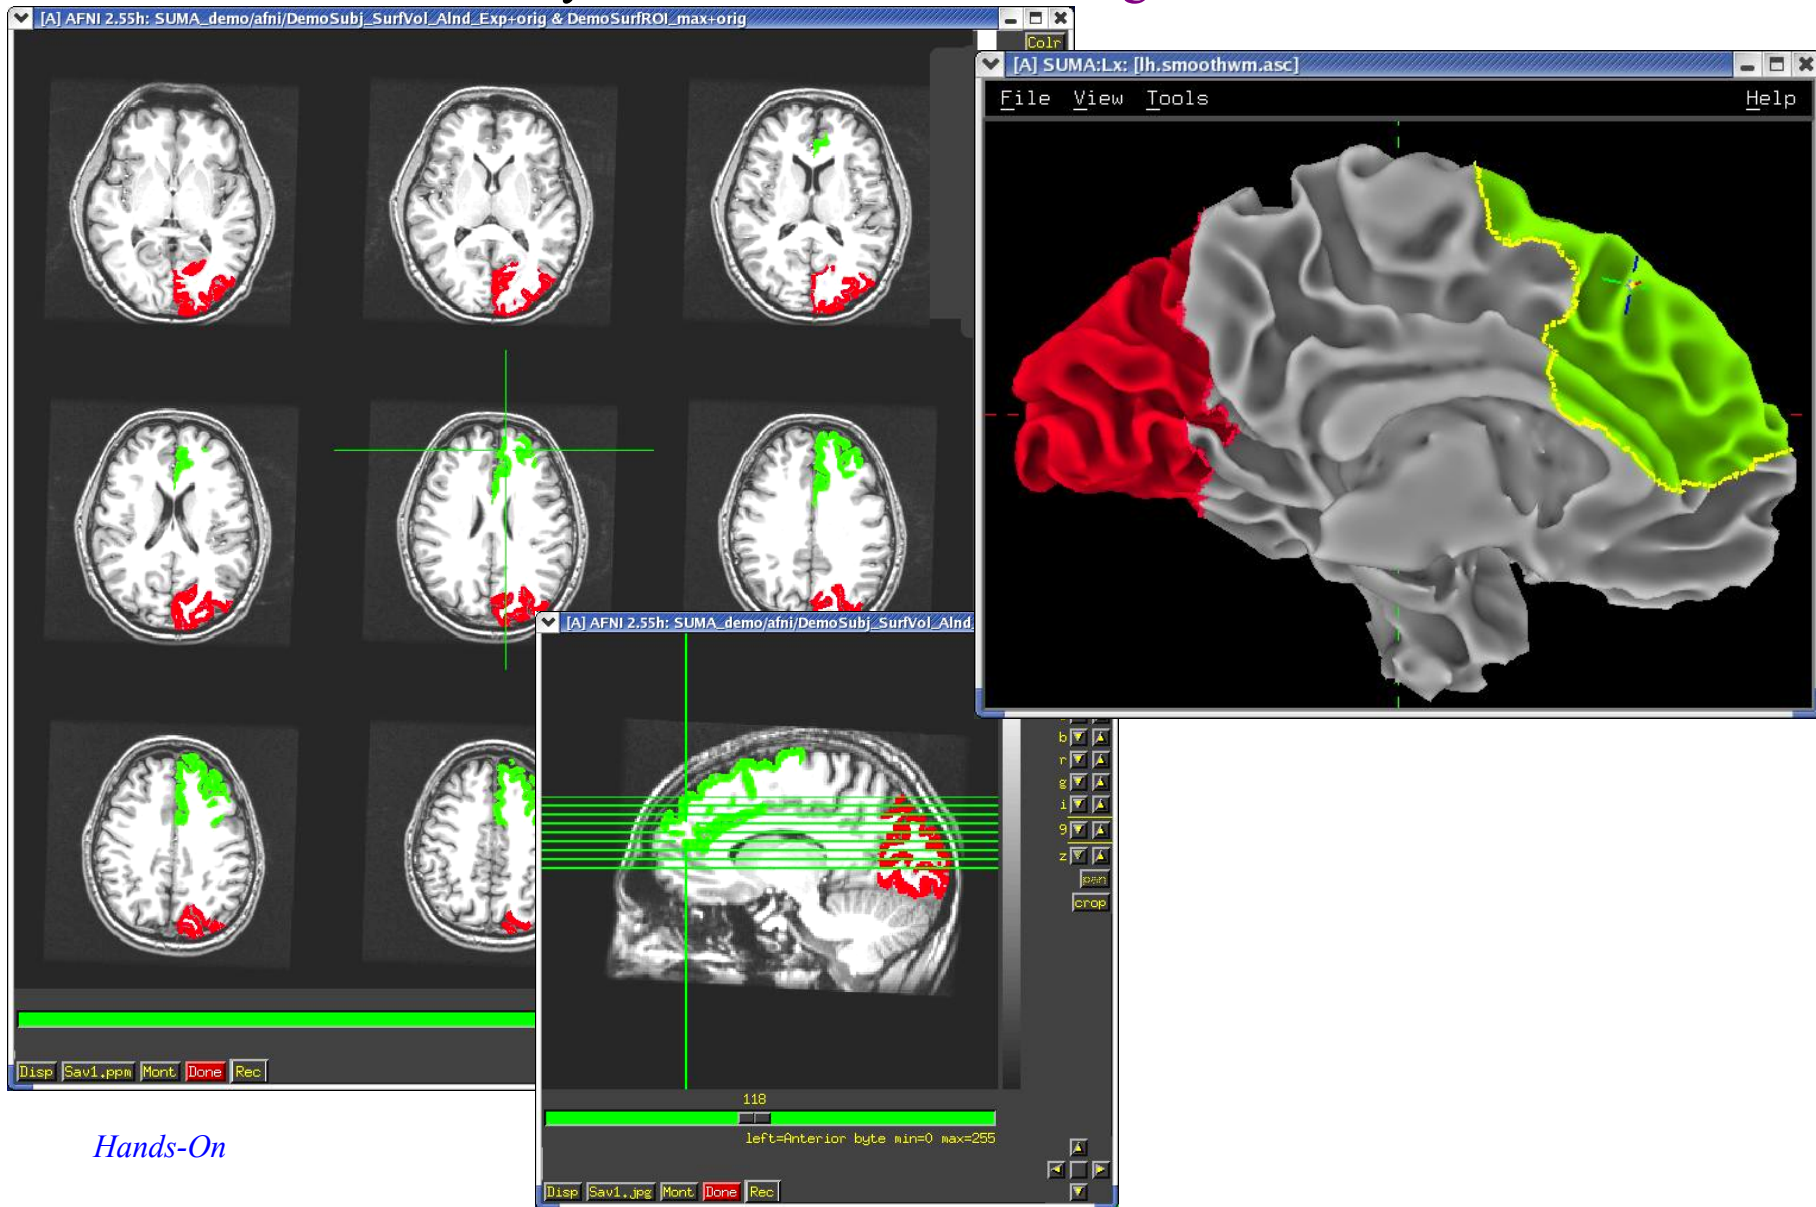 [A] AFNI 2.55h: SUMA_demo/afni/DemoSubj_SurfVol_Alnd_Exp+orig & DemoSurfROI_max+orig
Colr
[A] SUMA:Lx: [lh.smoothwm.asc]
File View Tools Help
[A] AFNI 2.55h: SUMA_demo/afni/DemoSubj_SurfVol_Alnd_
b
r
g
i
9
z
pan
crop
Disp Sav1.ppm Mont Done Rec
118
left=Anterior byte min=0 max=255
Hands-On
Disp Sav1.jpg Mont Done Rec